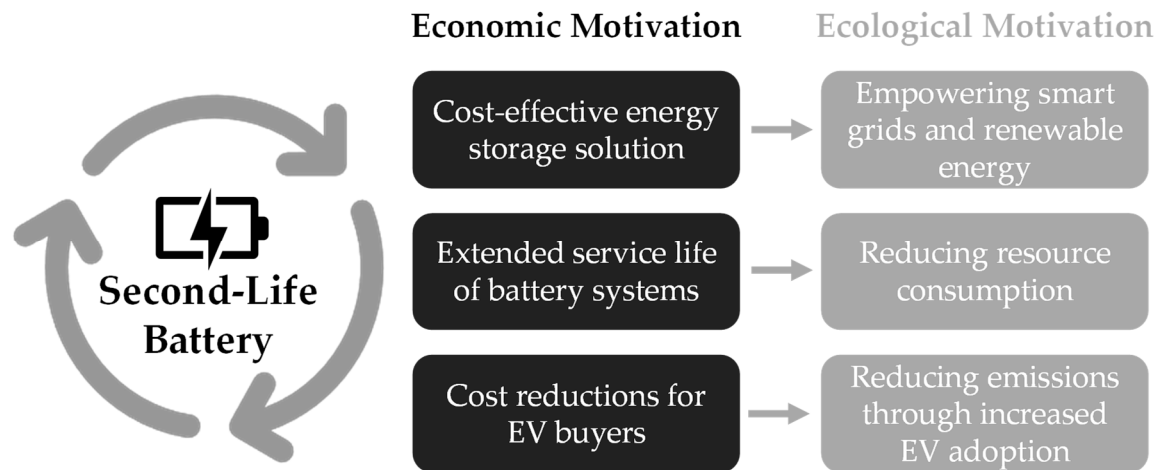 Economic Motivation
Ecological Motivation
Second-Life
Battery
Cost-effective energy
storage solution
Empowering smart
grids and renewable
energy
Extended service life
of battery systems
Reducing resource
consumption
Cost reductions for
EV buyers
Reducing emissions
through increased
EV adoption